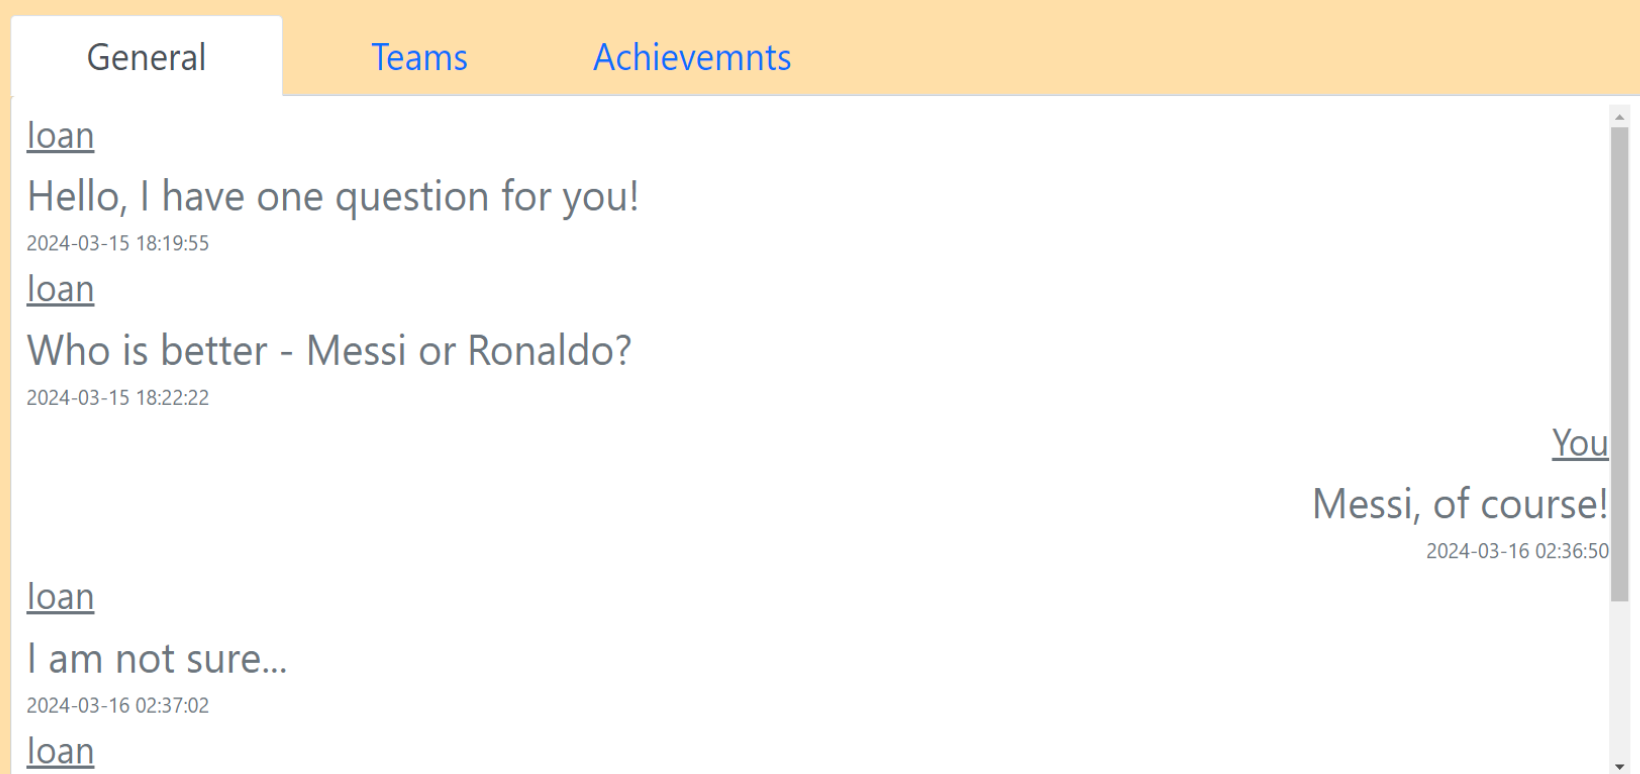 General
Teams
Achievemnts
Ioan
Hello, I have one question for you!
2024-03-15 18:19:55
Ioan
Who is better - Messi or Ronaldo?
2024-03-15 18:22:22
You
Messi, of course!
2024-03-16 02:36:50
Ioan
I am not sure...
2024-03-16 02:37:02
Ioan